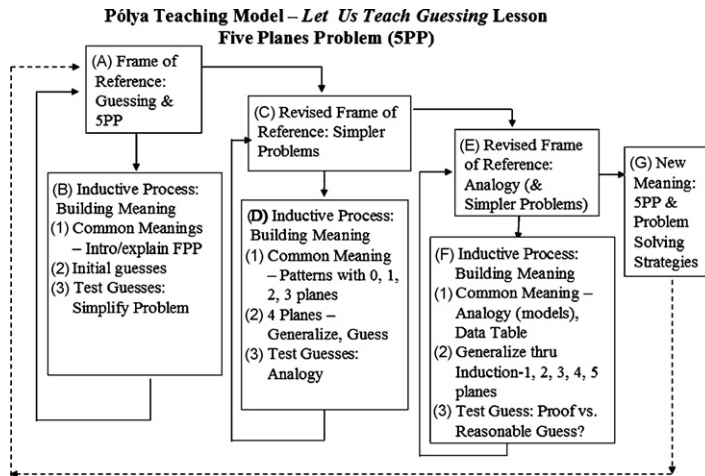 Pólya Teaching Model – Let Us Teach Guessing Lesson
Five Planes Problem (5PP)
(A) Frame of
Reference:
Guessing &
5PP
(B) Inductive Process:
Building Meaning
(1) Common Meanings
– Intro/explain FPP
(2) Initial guesses
(3) Test Guesses:
Simplify Problem
(C) Revised Frame of
Reference: Simpler
Problems
(D) Inductive Process:
Building Meaning
(1) Common Meaning
– Patterns with 0, 1,
2, 3 planes
(2) 4 Planes –
Generalize, Guess
(3) Test Guesses:
Analogy
(E) Revised Frame
of Reference:
Analogy (&
Simpler Problems)
(F) Inductive Process:
Building Meaning
(1) Common Meaning –
Analogy (models),
Data Table
(2) Generalize thru
Induction-1, 2, 3, 4, 5
planes
(3) Test Guess: Proof vs.
Reasonable Guess?
(G) New
Meaning:
5PP &
Problem
Solving
Strategies